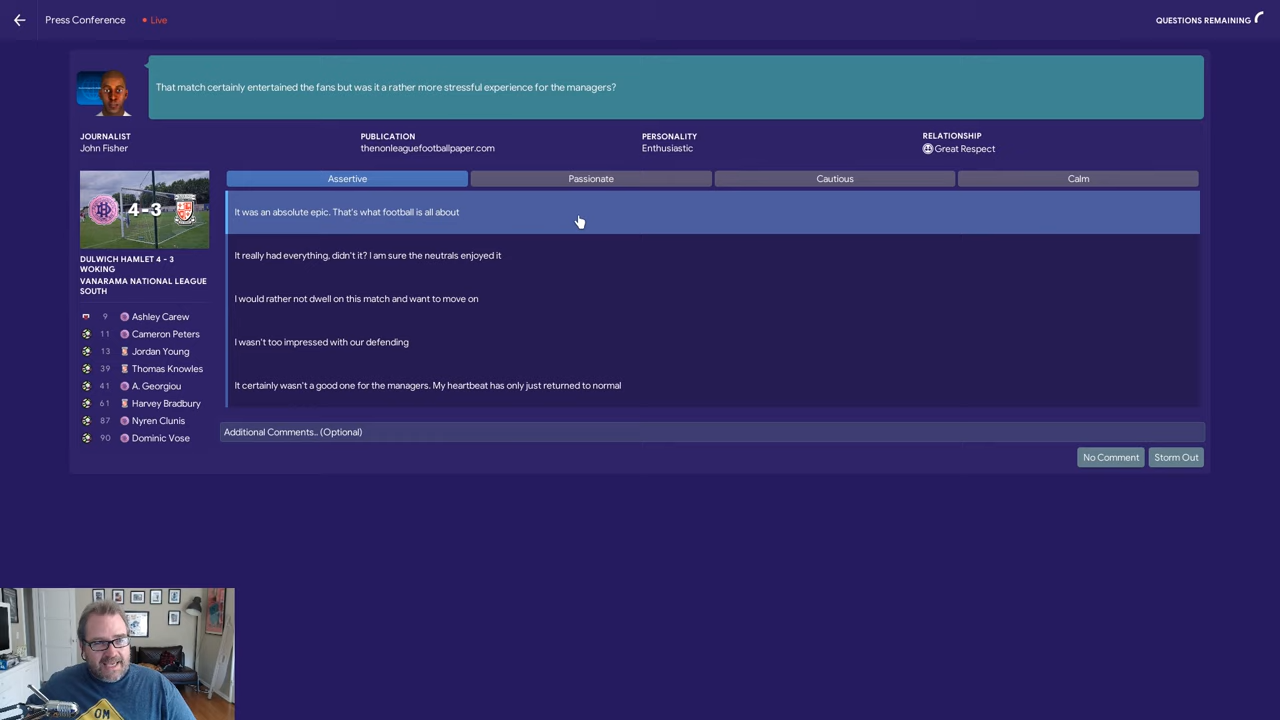 Press Conference
Live
QUESTIONS REMAINING
That match certainly entertained the fans but was it a rather more stressful experience for the managers?
JOURNALIST
John Fisher
PUBLICATION
thenonleaguefootballpaper.com
PERSONALITY
Enthusiastic
RELATIONSHIP
Great Respect
4-3
DULWICH HAMLET 4 - 3
WOKING
VANARAMA NATIONAL LEAGUE
SOUTH
9 Ashley Carew
11 Cameron Peters
13 Jordan Young
39 Thomas Knowles
41 A. Georgiou
61 Harvey Bradbury
87 Nyren Clunis
90 Dominic Vose
Assertive
Passionate
Cautious
Calm
It was an absolute epic. That's what football is all about
It really had everything, didn't it? I am sure the neutrals enjoyed it
I would rather not dwell on this match and want to move on
I wasn't too impressed with our defending
It certainly wasn't a good one for the managers. My heartbeat has only just returned to normal
Additional Comments.. (Optional)
No Comment
Storm Out
OM